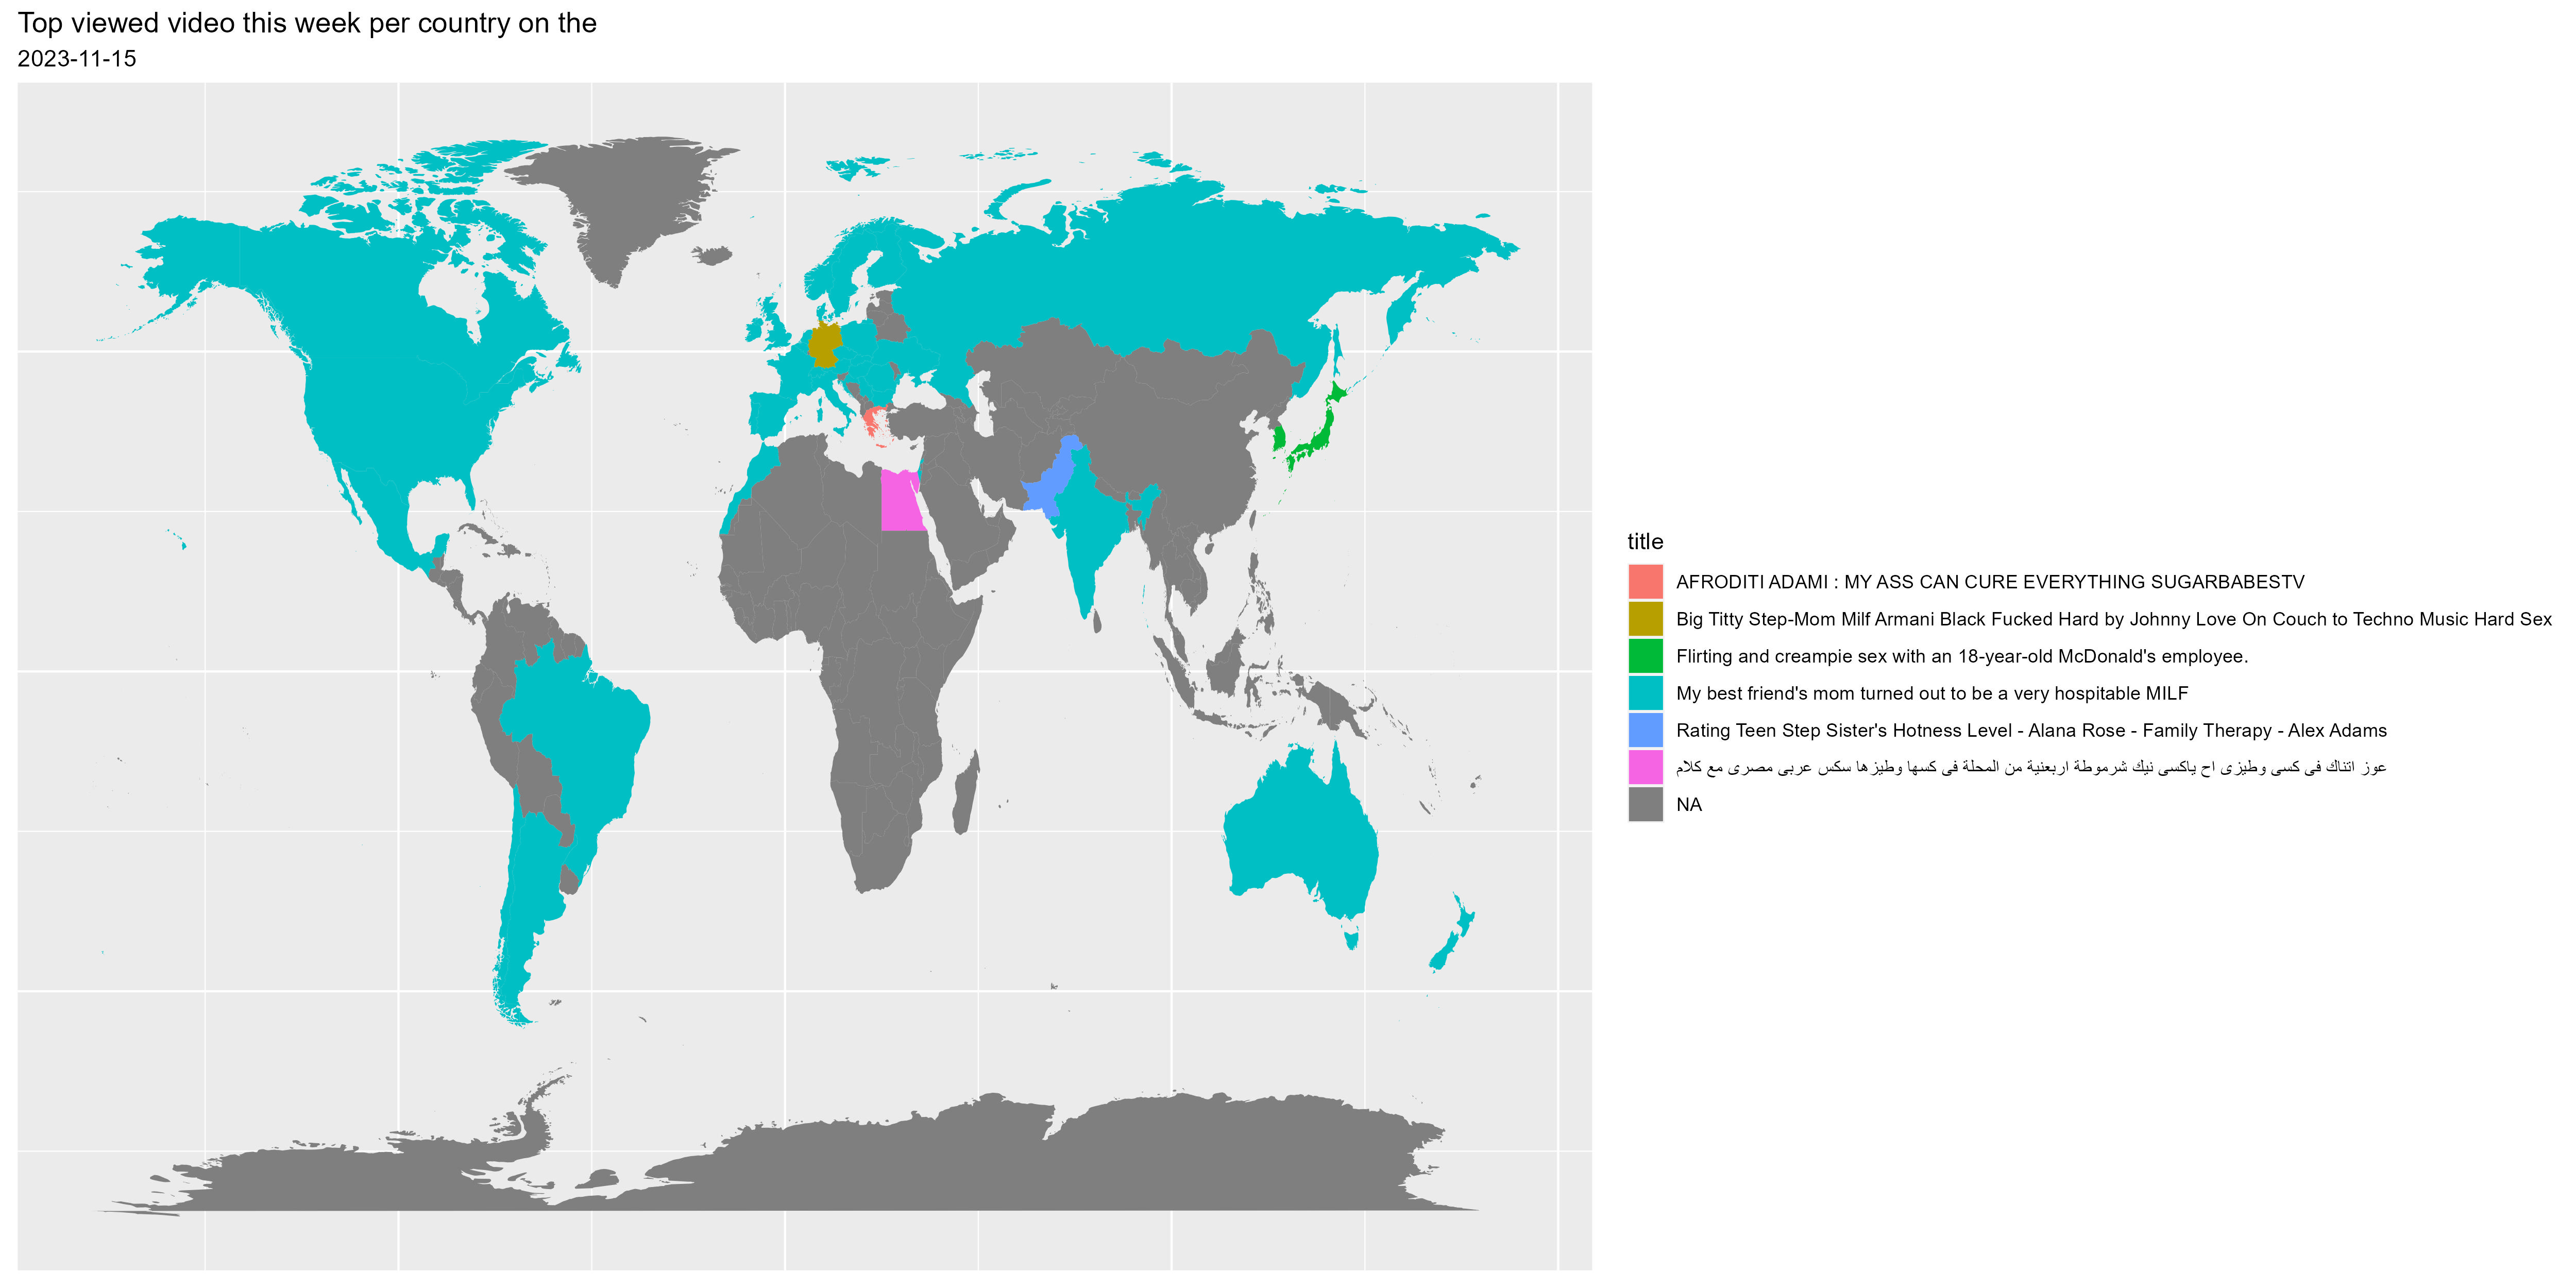 Top viewed video this week per country on the
2023-11-15
title
AFRODITI ADAMI : MY ASS CAN CURE EVERYTHING SUGARBABESTV
Big Titty Step-Mom Milf Armani Black Fucked Hard by Johnny Love On Couch to Techno Music Hard Sex
Flirting and creampie sex with an 18-year-old McDonald's employee.
My best friend's mom turned out to be a very hospitable MILF
Rating Teen Step Sister's Hotness Level - Alana Rose - Family Therapy - Alex Adams
عوز اتناك فى كسى وطيزى اح ياكسى نيك شرموطة اربعنية من المحلة فى كسها وطيزها سكس عربى مصرى مع كلام
NA